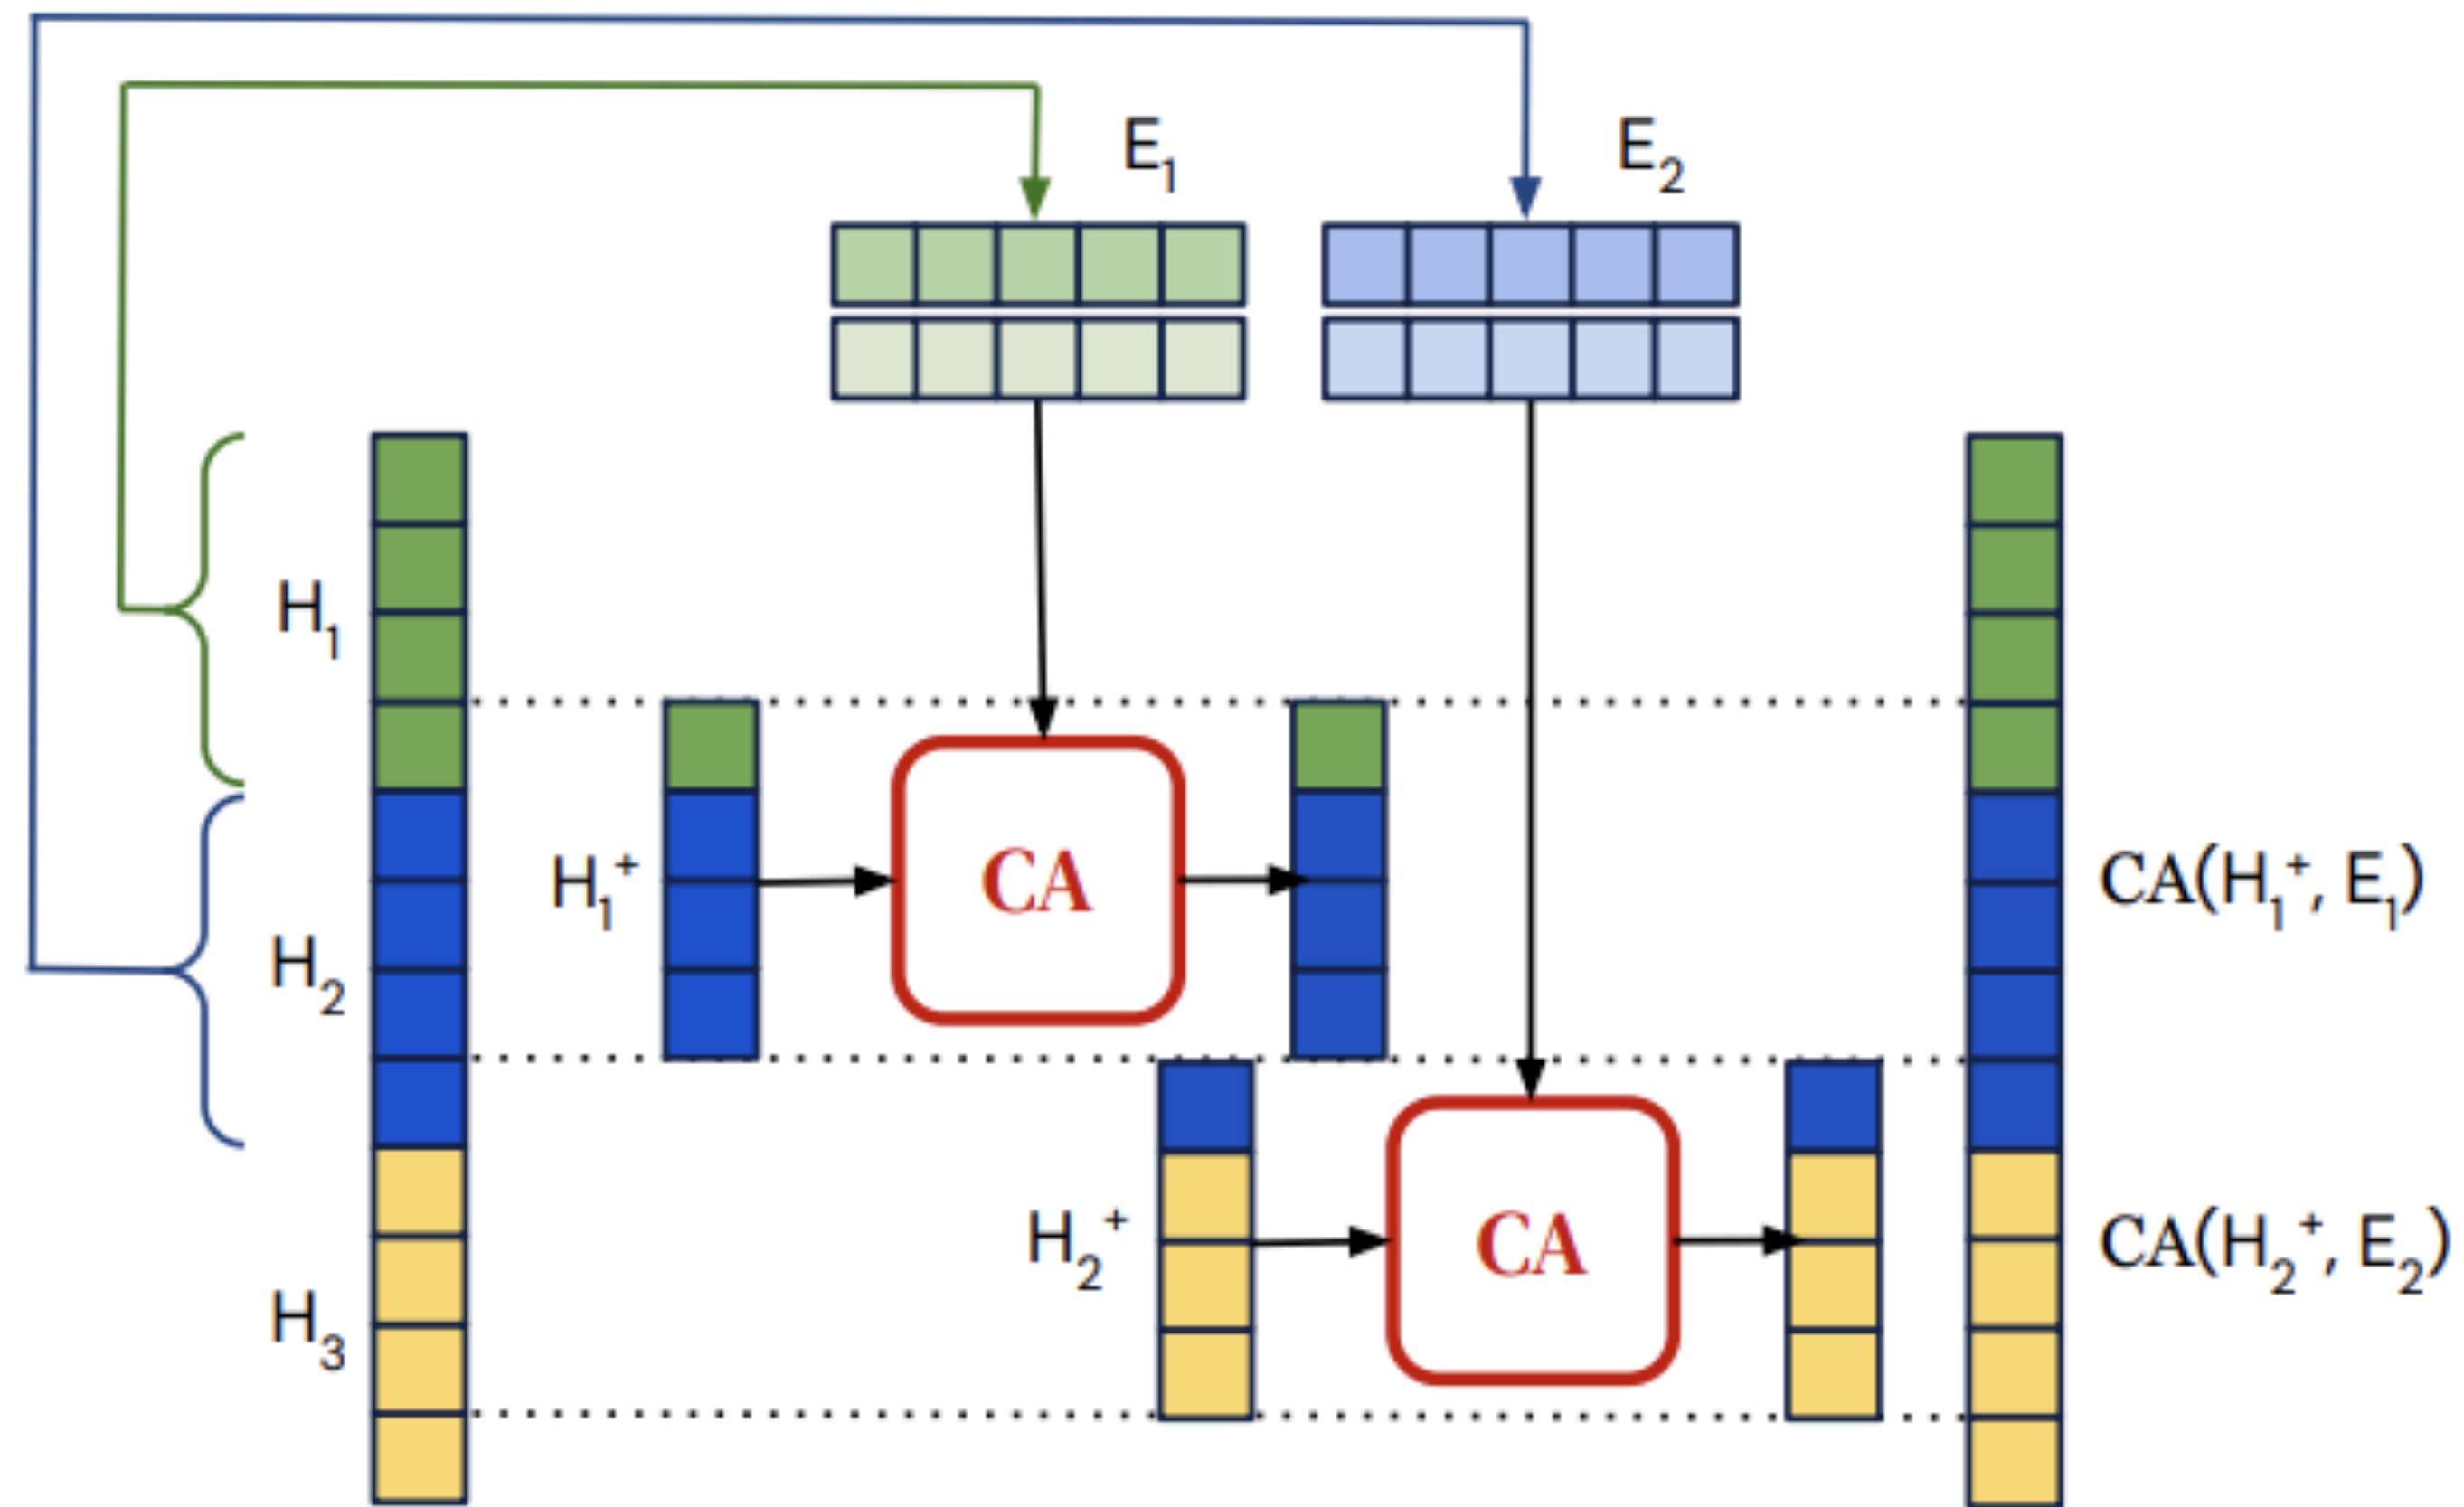 E₁
E₂
H₁
H₁⁺
CA
CA(H₁⁺, E₁)
H₂
H₂⁺
CA
CA(H₂⁺, E₂)
H₃